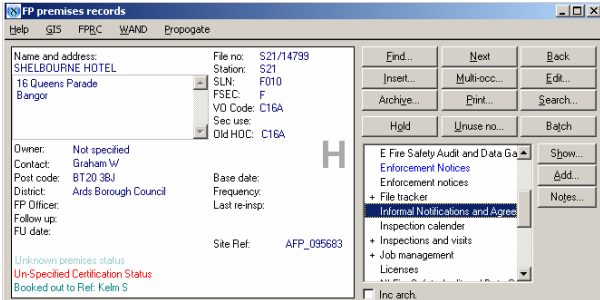 FP premises records
Help GIS FPRC WAND Propogate
Name and address:
SHELBOURNE HOTEL
16 Queens Parade
Bangor
File no: S21/14799
Station: S21
SLN: F010
FSEC: F
VO Code: C16A
Sec use:
Old HOC: C16A
H
Owner: Not specified
Contact: Graham W
Post code: BT20 3BJ
District: Ards Borough Council
FP Officer:
Follow up:
FU date:
Base date:
Frequency:
Last re-insp:
Site Ref: AFP_095683
Unknown premises status
Un-Specified Certification Status
Booked out to Ref: Kelm S
Find... Next Back
Insert... Multi-occ... Edit...
Archive... Print... Search...
Hold Unuse no... Batch
E Fire Safety Audit and Data Ga
Enforcement Notices
Enforcement notices
+ File tracker
Informal Notifications and Agree
Inspection calender
+ Inspections and visits
+ Job management
Licenses
Show...
Add...
Notes...
Inc arch.